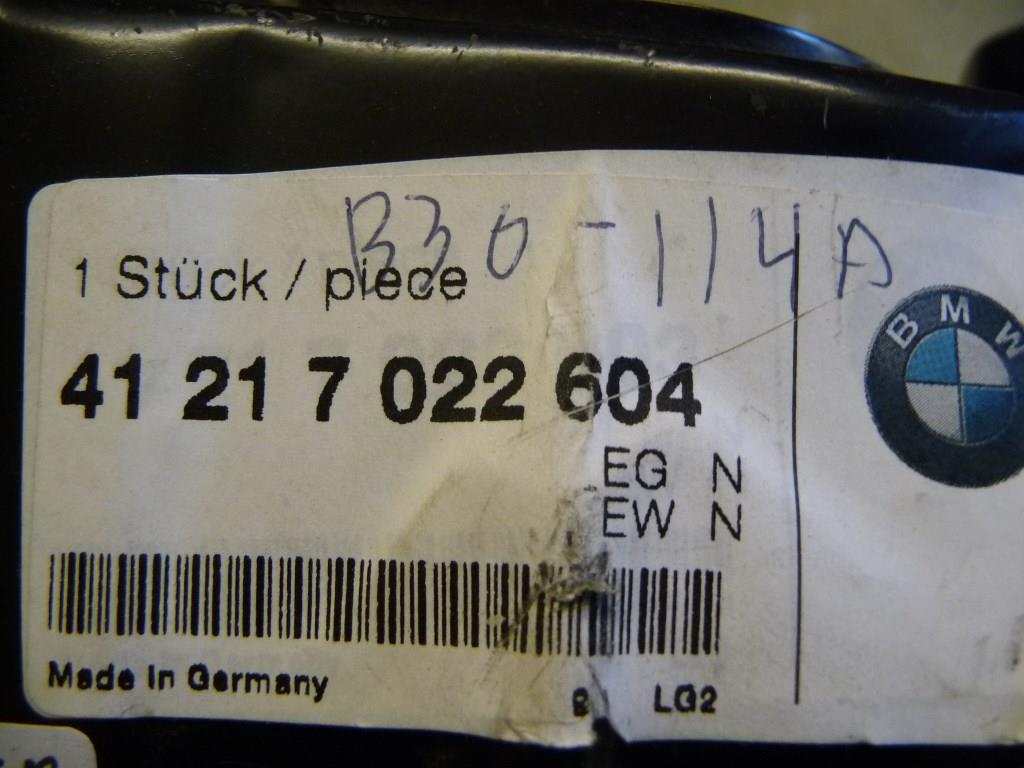 B30-114A
1 Stück / piece
41 21 7 022 604
EG N
EW N
Made in Germany
LG2
BMW